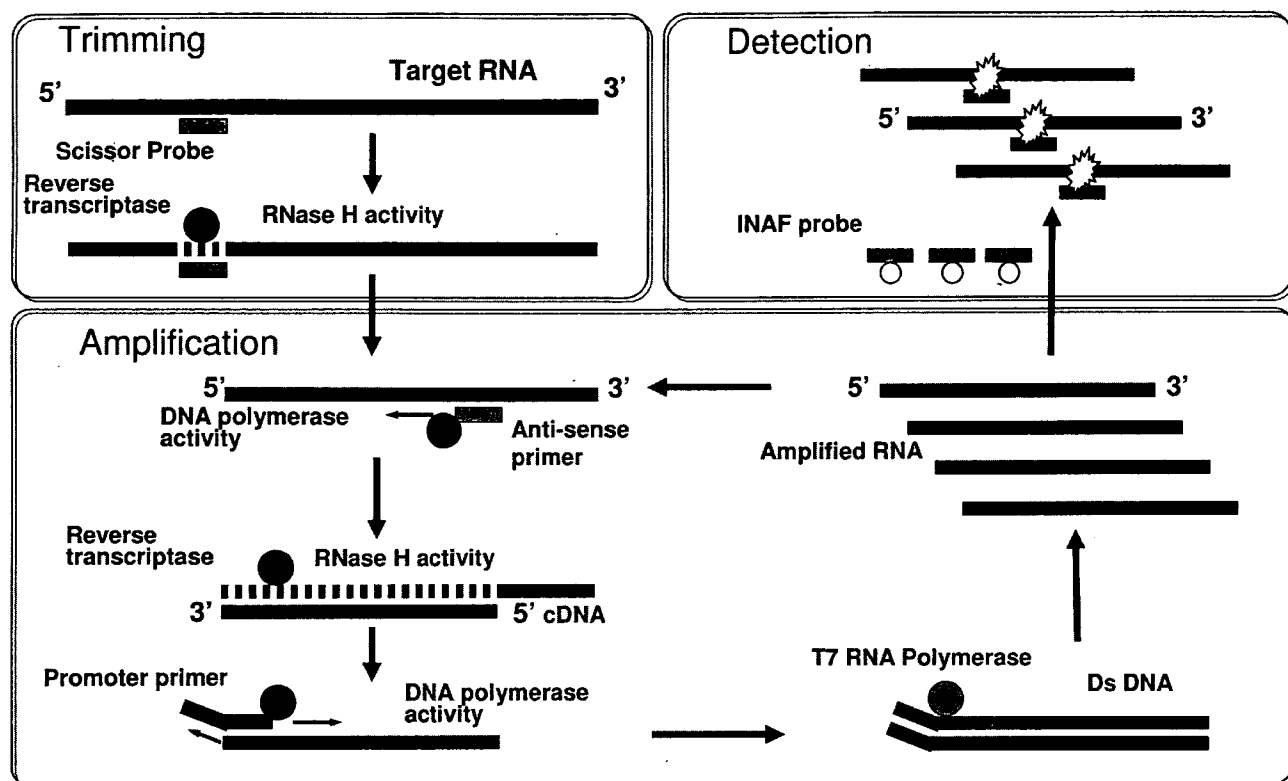 Trimming
Target RNA
5’
3’
Scissor Probe
Reverse
transcriptase
RNase H activity
Detection
5’
3’
INAF probe
Amplification
5’
3’
DNA polymerase
activity
Anti-sense
primer
Reverse
transcriptase
RNase H activity
3’
5’ cDNA
Promoter primer
DNA polymerase
activity
5’
3’
Amplified RNA
T7 RNA Polymerase
Ds DNA